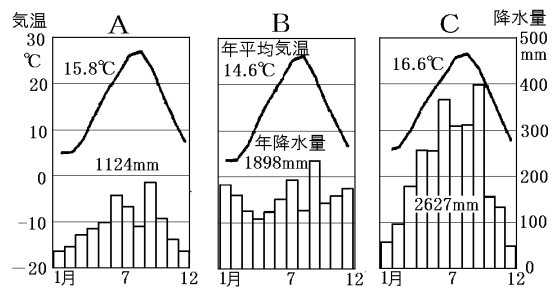 気温
A
B
C
降水量
30
℃
20
10
0
-10
-20
15.8℃
1124mm
年平均気温
14.6℃
年降水量
1898mm
16.6℃
2627mm
500
mm
400
300
200
100
0
1月 7 12
1月 7 12
1月 7 12